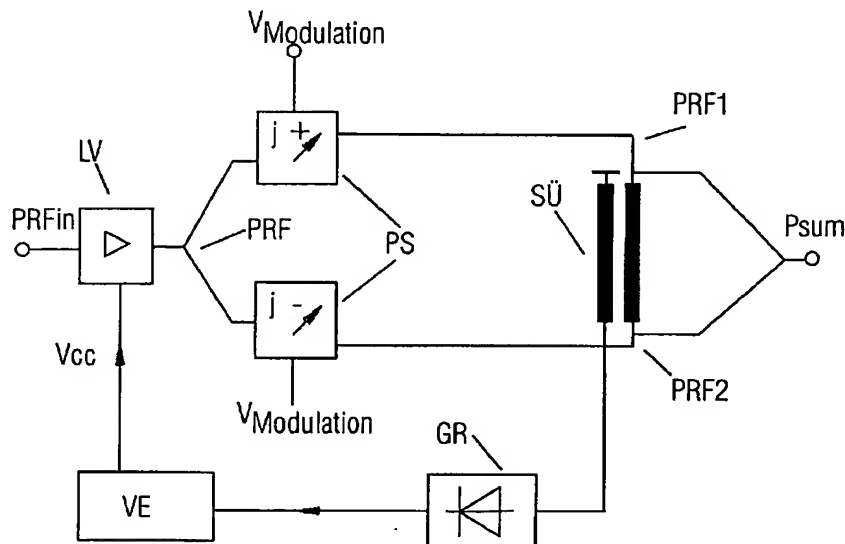 VModulation
PRF1
j +
LV
PRFin
PRF
PS
SÜ
Psum
j -
Vcc
PRF2
VModulation
GR
VE